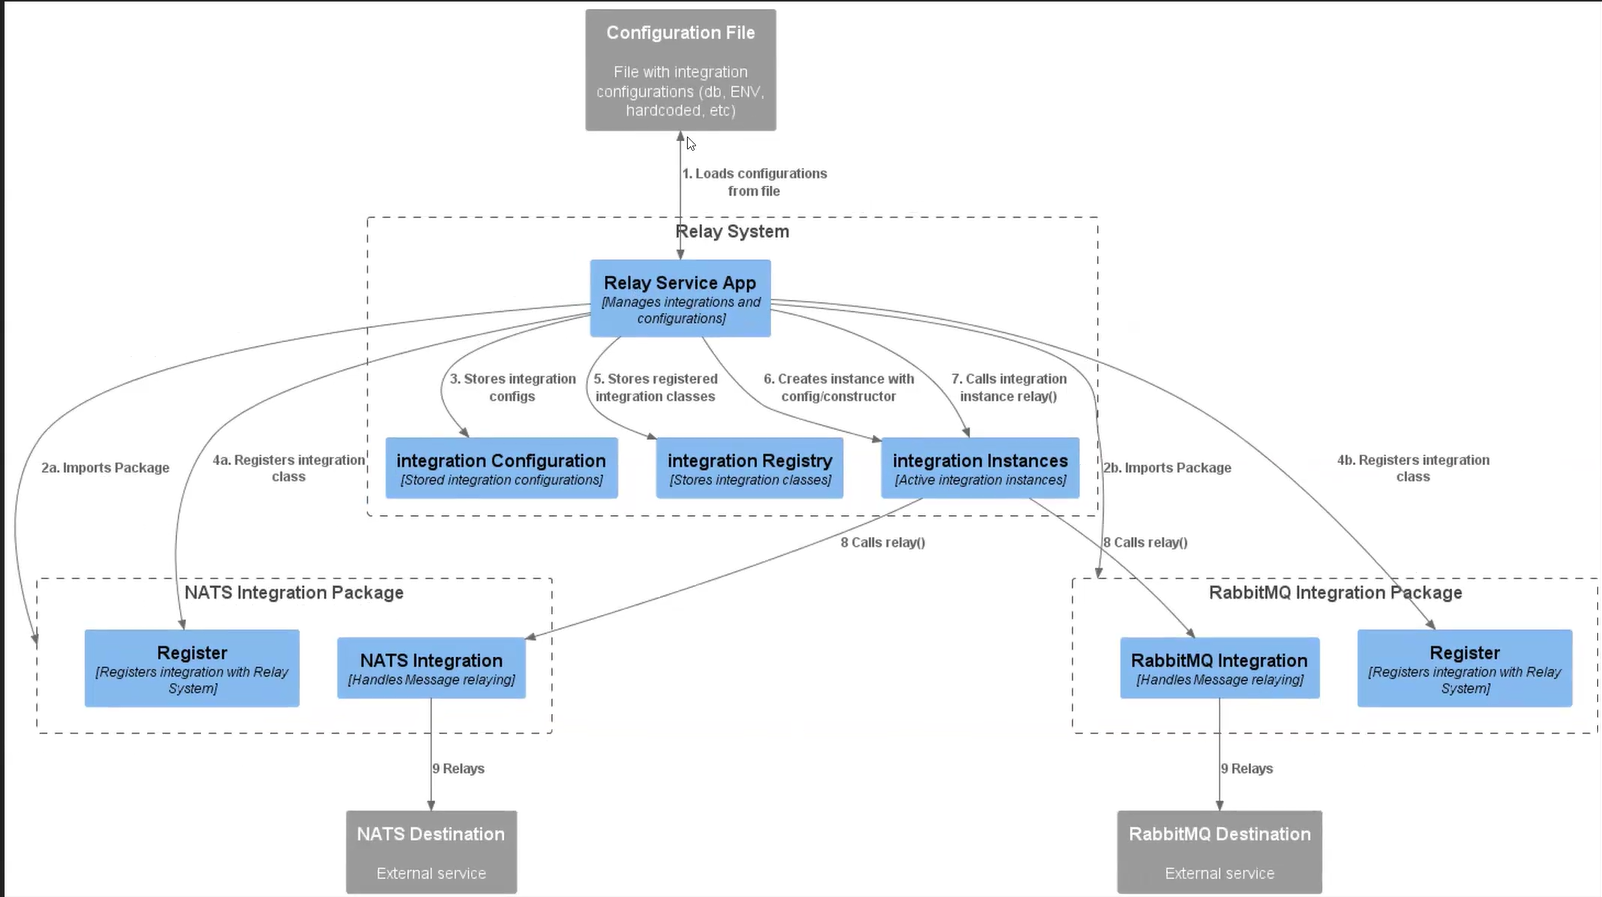 Configuration File
File with integration
configurations (db, ENV,
hardcoded, etc)
1. Loads configurations
from file
Relay System
Relay Service App
[Manages integrations and
configurations]
3. Stores integration
configs
5. Stores registered
integration classes
6. Creates instance with
config/constructor
7. Calls integration
instance relay()
2a. Imports Package
4a. Registers integration
class
integration Configuration
[Stored integration configurations]
integration Registry
[Stores integration classes]
integration Instances
[Active integration instances]
2b. Imports Package
4b. Registers integration
class
8 Calls relay()
8 Calls relay()
NATS Integration Package
Register
[Registers integration with Relay
System]
NATS Integration
[Handles Message relaying]
RabbitMQ Integration Package
RabbitMQ Integration
[Handles Message relaying]
Register
[Registers integration with Relay
System]
9 Relays
9 Relays
NATS Destination
External service
RabbitMQ Destination
External service